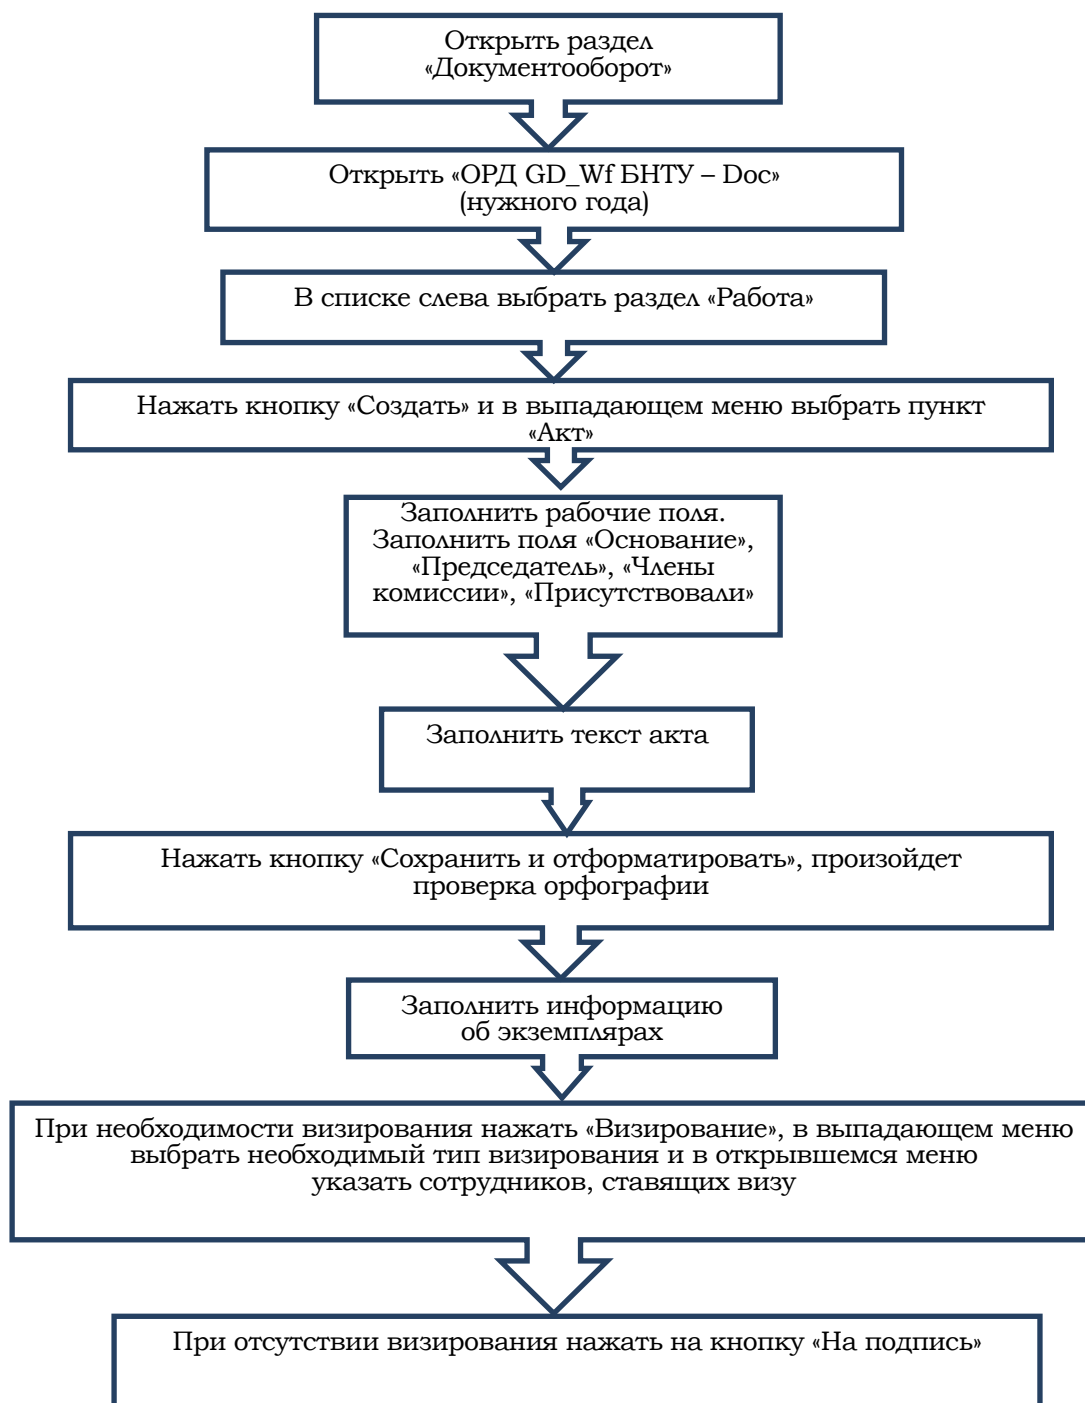 Открыть раздел
«Документооборот»
Открыть «ОРД GD_Wf БНТУ – Doc»
(нужного года)
В списке слева выбрать раздел «Работа»
Нажать кнопку «Создать» и в выпадающем меню выбрать пункт
«Акт»
Заполнить рабочие поля.
Заполнить поля «Основание»,
«Председатель», «Члены
комиссии», «Присутствовали»
Заполнить текст акта
Нажать кнопку «Сохранить и отформатировать», произойдет
проверка орфографии
Заполнить информацию
об экземплярах
При необходимости визирования нажать «Визирование», в выпадающем меню
выбрать необходимый тип визирования и в открывшемся меню
указать сотрудников, ставящих визу
При отсутствии визирования нажать на кнопку «На подпись»